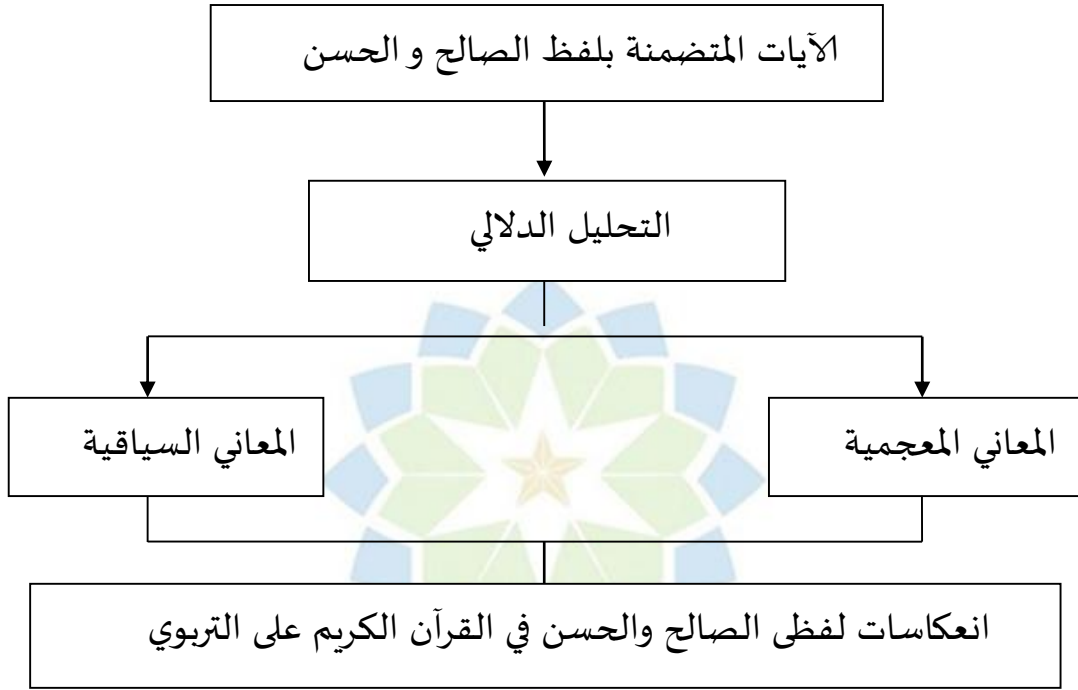 الآيات المتضمنة بلفظ الصالح و الحسن
التحليل الدلالي
المعاني المعجمية
المعاني السياقية
انعكاسات لفظى الصالح والحسن في القرآن الكريم على التربوي